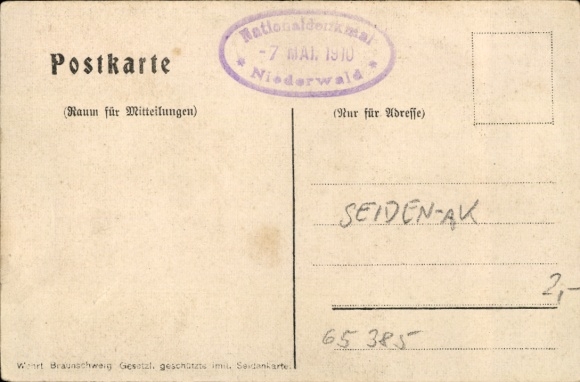 Nationaldenkmal
-7 MAI. 1910
* Niederwald *
Postkarte
(Raum für Mitteilungen)
(Nur für Adresse)
SEIDEN-AK
2,-
65 385
Braunschweig Gesetzl. geschützte imit. Seidenkarte.